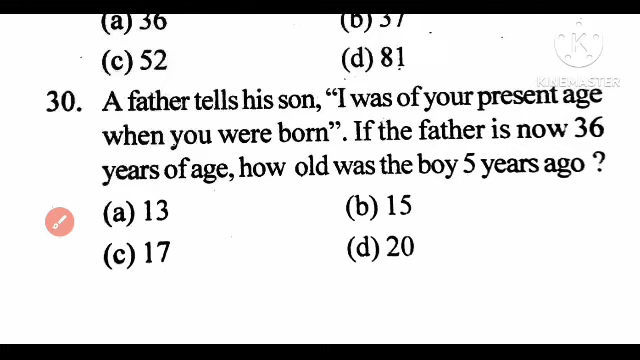 (a) 36 (b) 37
(c) 52 (d) 81
K
KINEMASTER
30. A father tells his son, “I was of your present age
when you were born”. If the father is now 36
years of age, how old was the boy 5 years ago ?
(a) 13 (b) 15
(c) 17 (d) 20